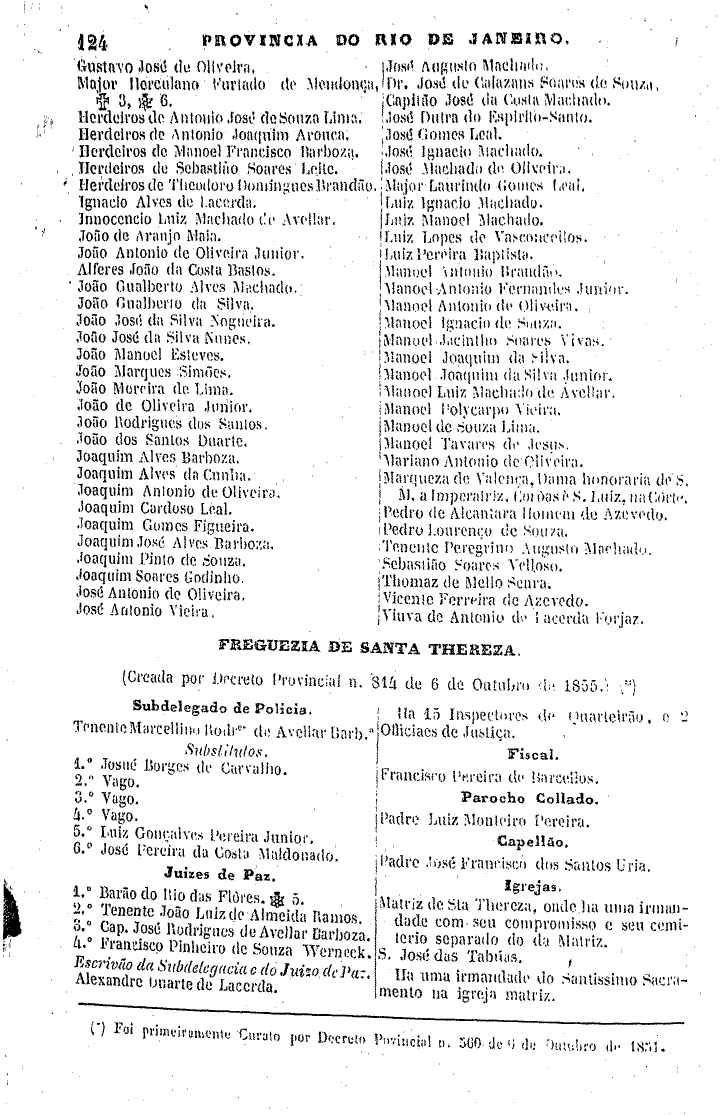 124 PROVINCIA DO RIO DE JANEIRO.
Gustavo José de Oliveira.
Major Herculano Furtado de Mendonça,
3, 6.
Herdeiros de Antonio José de Souza Lima.
Herdeiros de Antonio Joaquim Arouca.
Herdeiros de Manoel Francisco Barboza.
Herdeiros de Sebastião Soares Leite.
Herdeiros de Theodoro Domingues Brandão.
Ignacio Alves de Lacerda.
Innocencio Luiz Machado de Avellar.
João de Araujo Maia.
João Antonio de Oliveira Junior.
Alferes João da Costa Bastos.
João Gualberto Alves Machado.
João Gualberto da Silva.
João José da Silva Nogueira.
João José da Silva Nunes.
João Manoel Esteves.
João Marques Simões.
João Moreira de Lima.
João de Oliveira Junior.
João Rodrigues dos Santos.
João dos Santos Duarte.
Joaquim Alves Barboza.
Joaquim Alves da Cunha.
Joaquim Antonio de Oliveira.
Joaquim Cardoso Leal.
Joaquim Gomes Figueira.
Joaquim José Alves Barboza.
Joaquim Pinto de Souza.
Joaquim Soares Godinho.
José Antonio de Oliveira.
José Antonio Vieira.
José Augusto Machado.
Dr. José de Calazans Soares de Souza.
Capitão José da Costa Machado.
José Dutra do Espirito-Santo.
José Gomes Leal.
José Ignacio Machado.
José Machado de Oliveira.
Major Laurindo Gomes Leal.
Luiz Ignacio Machado.
Luiz Manoel Machado.
Luiz Lopes de Vasconcellos.
Luiz Pereira Baptista.
Manoel Antonio Brandão.
Manoel Antonio Fernandes Junior.
Manoel Antonio de Oliveira.
Manoel Ignacio de Souza.
Manoel Jacintho Soares Vivas.
Manoel Joaquim da Silva.
Manoel Joaquim da Silva Junior.
Manoel Luiz Machado de Avellar.
Manoel Polycarpo Vieira.
Manoel de Souza Lima.
Manoel Tavares de Jesus.
Mariano Antonio de Oliveira.
Marqueza de Valença, Dama honoraria de S.
M. a Imperatriz, Corôas e S. Luiz, na Côrte.
Pedro de Alcantara Homem de Azevedo.
Pedro Lourenço de Souza.
Tenente Peregrino Augusto Machado.
Sebastião Soares Velloso.
Thomaz de Mello Seara.
Vicente Ferreira de Azevedo.
Viuva de Antonio de Lacerda Forjaz.
FREGUEZIA DE SANTA THEREZA.
(Creada por Decreto Provincial n. 814 de 6 de Outubro de 1855.) (*)
Subdelegado de Policia.
Tenente Marcellino Rodr.es de Avellar Barb.a
Substitutos.
1.º Josué Borges de Carvalho.
2.º Vago.
3.º Vago.
4.º Vago.
5.º Luiz Gonçalves Pereira Junior.
6.º José Pereira da Costa Maldonado.
Juizes de Paz.
1.º Barão do Rio das Flôres. 5.
2.º Tenente João Luiz de Almeida Ramos.
3.º Cap. José Rodrigues de Avellar Barboza.
4.º Francisco Pinheiro de Souza Werneck.
Escrivão da Subdelegacia e do Juizo de Paz.
Alexandre Duarte de Lacerda.
Ha 15 Inspectores de Quarteirão, e 2
Officiaes de Justiça.
Fiscal.
Francisco Pereira de Barcellos.
Parocho Collado.
Padre Luiz Monteiro Pereira.
Capellão.
Padre José Francisco dos Santos Uria.
Igrejas.
Matriz de Sta Thereza, onde ha uma irman-
dade com seu compromisso e seu cemi-
terio separado do da Matriz.
S. José das Tabúas.
Ha uma irmandade do Santissimo Sacra-
mento na igreja matriz.
(*) Foi primeiramente Curato por Decreto Povincial n. 560 de 6 de Outubro de 1851.